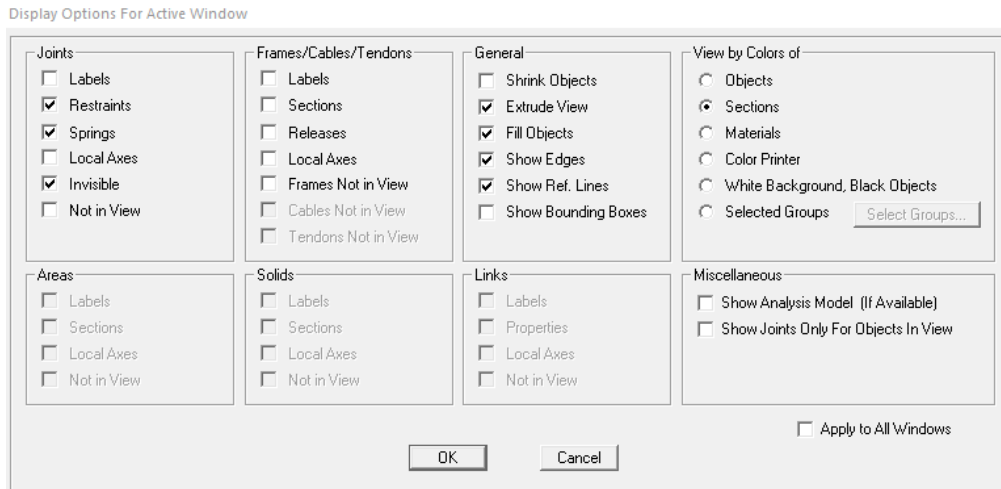 Display Options For Active Window
Joints
Labels
Restraints
Springs
Local Axes
Invisible
Not in View
Frames/Cables/Tendons
Labels
Sections
Releases
Local Axes
Frames Not in View
Cables Not in View
Tendons Not in View
General
Shrink Objects
Extrude View
Fill Objects
Show Edges
Show Ref. Lines
Show Bounding Boxes
View by Colors of
Objects
Sections
Materials
Color Printer
White Background, Black Objects
Selected Groups
Select Groups...
Areas
Labels
Sections
Local Axes
Not in View
Solids
Labels
Sections
Local Axes
Not in View
Links
Labels
Properties
Local Axes
Not in View
Miscellaneous
Show Analysis Model (If Available)
Show Joints Only For Objects In View
Apply to All Windows
OK
Cancel